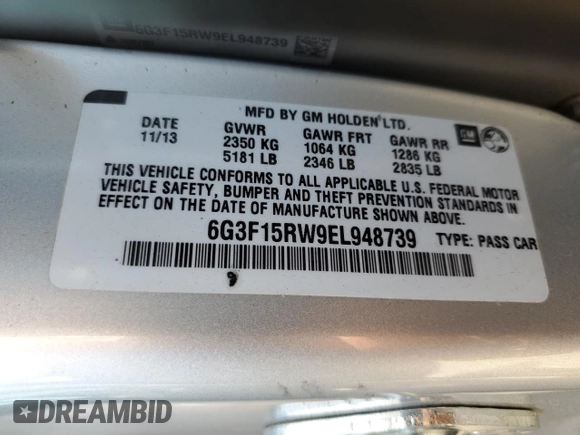 6G3F15RW9EL948739
MFD BY GM HOLDEN LTD.
DATE GVWR GAWR FRT GAWR RR GM
11/13 2350 KG 1064 KG 1286 KG
5181 LB 2346 LB 2835 LB
THIS VEHICLE CONFORMS TO ALL APPLICABLE U.S. FEDERAL MOTOR
VEHICLE SAFETY, BUMPER AND THEFT PREVENTION STANDARDS IN
EFFECT ON THE DATE OF MANUFACTURE SHOWN ABOVE.
6G3F15RW9EL948739 TYPE: PASS CAR
9
DREAMBID